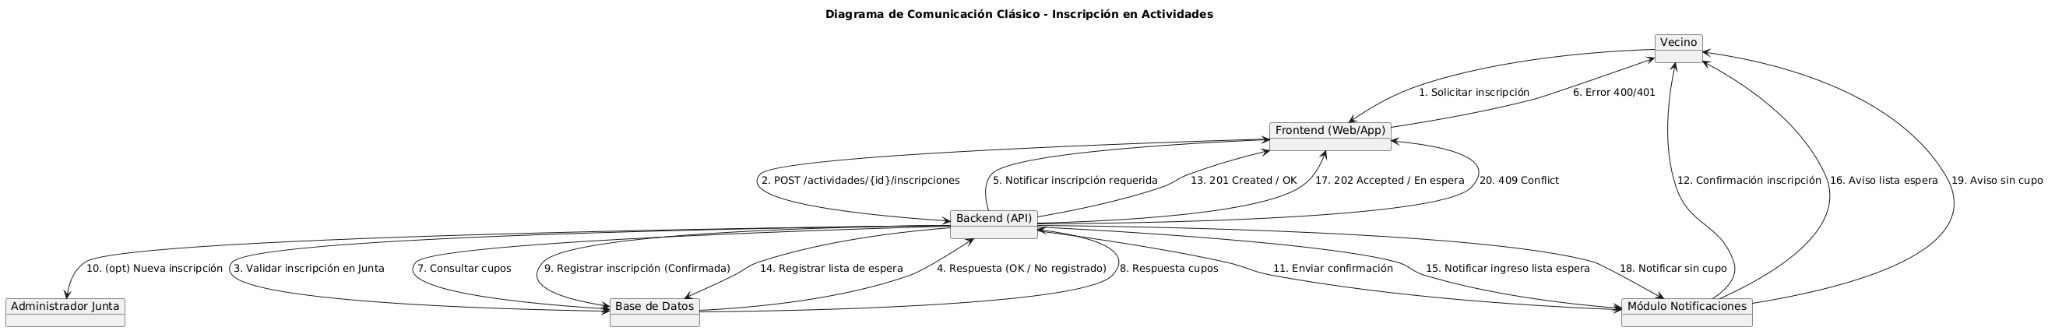 Diagrama de Comunicación Clásico - Inscripción en Actividades
Vecino
1. Solicitar inscripción
6. Error 400/401
Frontend (Web/App)
2. POST /actividades/{id}/inscripciones
5. Notificar inscripción requerida
13. 201 Created / OK
17. 202 Accepted / En espera
20. 409 Conflict
12. Confirmación inscripción
16. Aviso lista espera
19. Aviso sin cupo
Backend (API)
10. (opt) Nueva inscripción
3. Validar inscripción en Junta
7. Consultar cupos
9. Registrar inscripción (Confirmada)
14. Registrar lista de espera
4. Respuesta (OK / No registrado)
8. Respuesta cupos
11. Enviar confirmación
15. Notificar ingreso lista espera
18. Notificar sin cupo
Administrador Junta
Base de Datos
Módulo Notificaciones